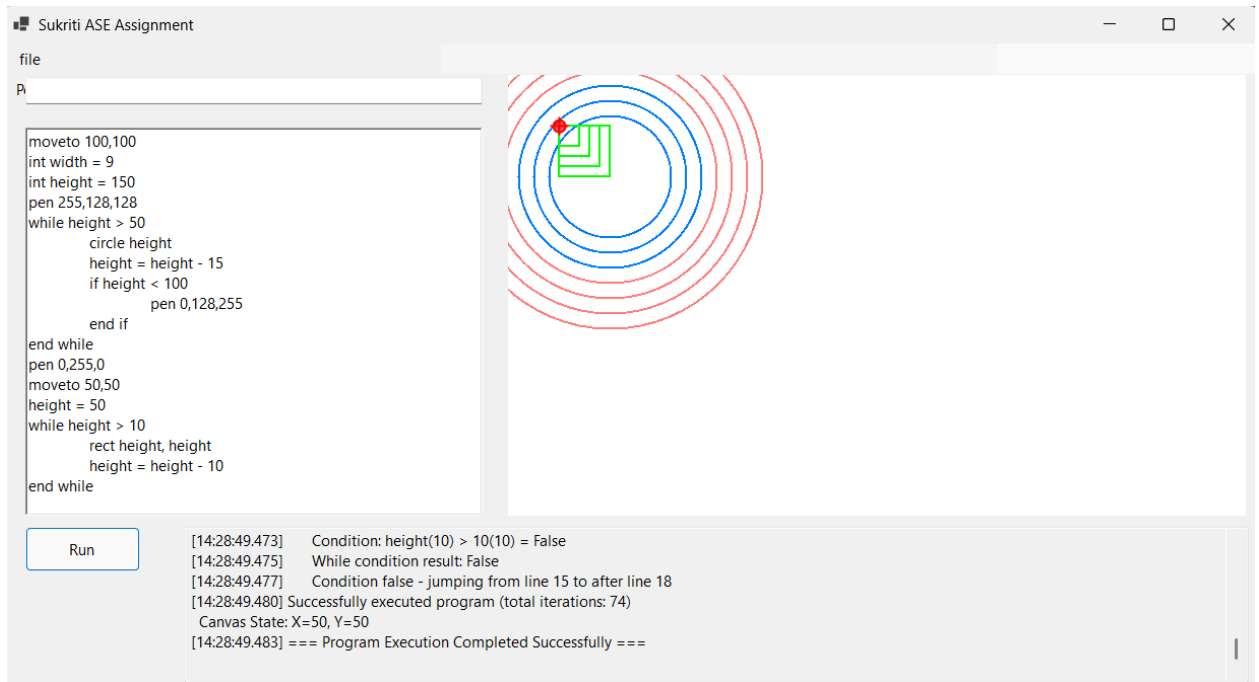 Sukriti ASE Assignment
file
moveto 100,100
int width = 9
int height = 150
pen 255,128,128
while height > 50
circle height
height = height - 15
if height < 100
pen 0,128,255
end if
end while
pen 0,255,0
moveto 50,50
height = 50
while height > 10
rect height, height
height = height - 10
end while
Run
[14:28:49.473] Condition: height(10) > 10(10) = False
[14:28:49.475] While condition result: False
[14:28:49.477] Condition false - jumping from line 15 to after line 18
[14:28:49.480] Successfully executed program (total iterations: 74)
Canvas State: X=50, Y=50
[14:28:49.483] === Program Execution Completed Successfully ===